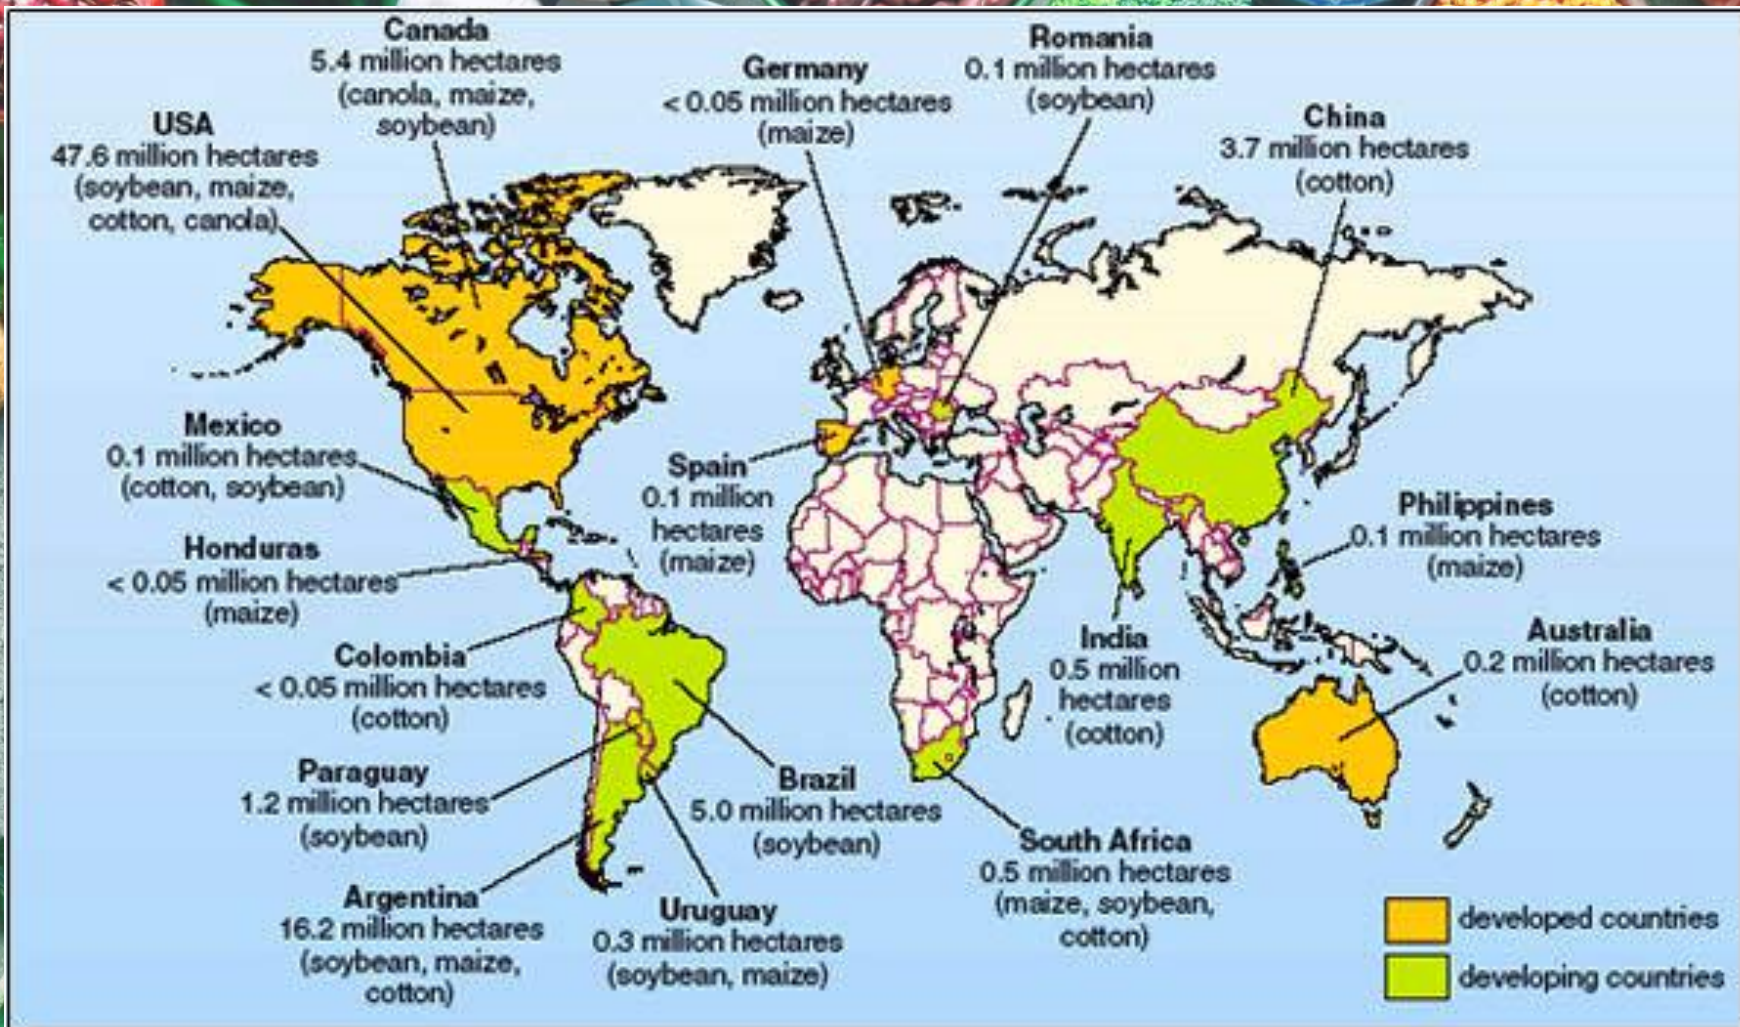 Canada
5.4 million hectares
(canola, maize,
soybean)
Germany
< 0.05 million hectares
(maize)
Romania
0.1 million hectares
(soybean)
China
3.7 million hectares
(cotton)
USA
47.6 million hectares
(soybean, maize,
cotton, canola)
Mexico
0.1 million hectares
(cotton, soybean)
Honduras
< 0.05 million hectares
(maize)
Spain
0.1 million
hectares
(maize)
Philippines
0.1 million hectares
(maize)
India
0.5 million
hectares
(cotton)
Australia
0.2 million hectares
(cotton)
Colombia
< 0.05 million hectares
(cotton)
Paraguay
1.2 million hectares
(soybean)
Brazil
5.0 million hectares
(soybean)
South Africa
0.5 million hectares
(maize, soybean,
cotton)
Argentina
16.2 million hectares
(soybean, maize,
cotton)
Uruguay
0.3 million hectares
(soybean, maize)
developed countries
developing countries